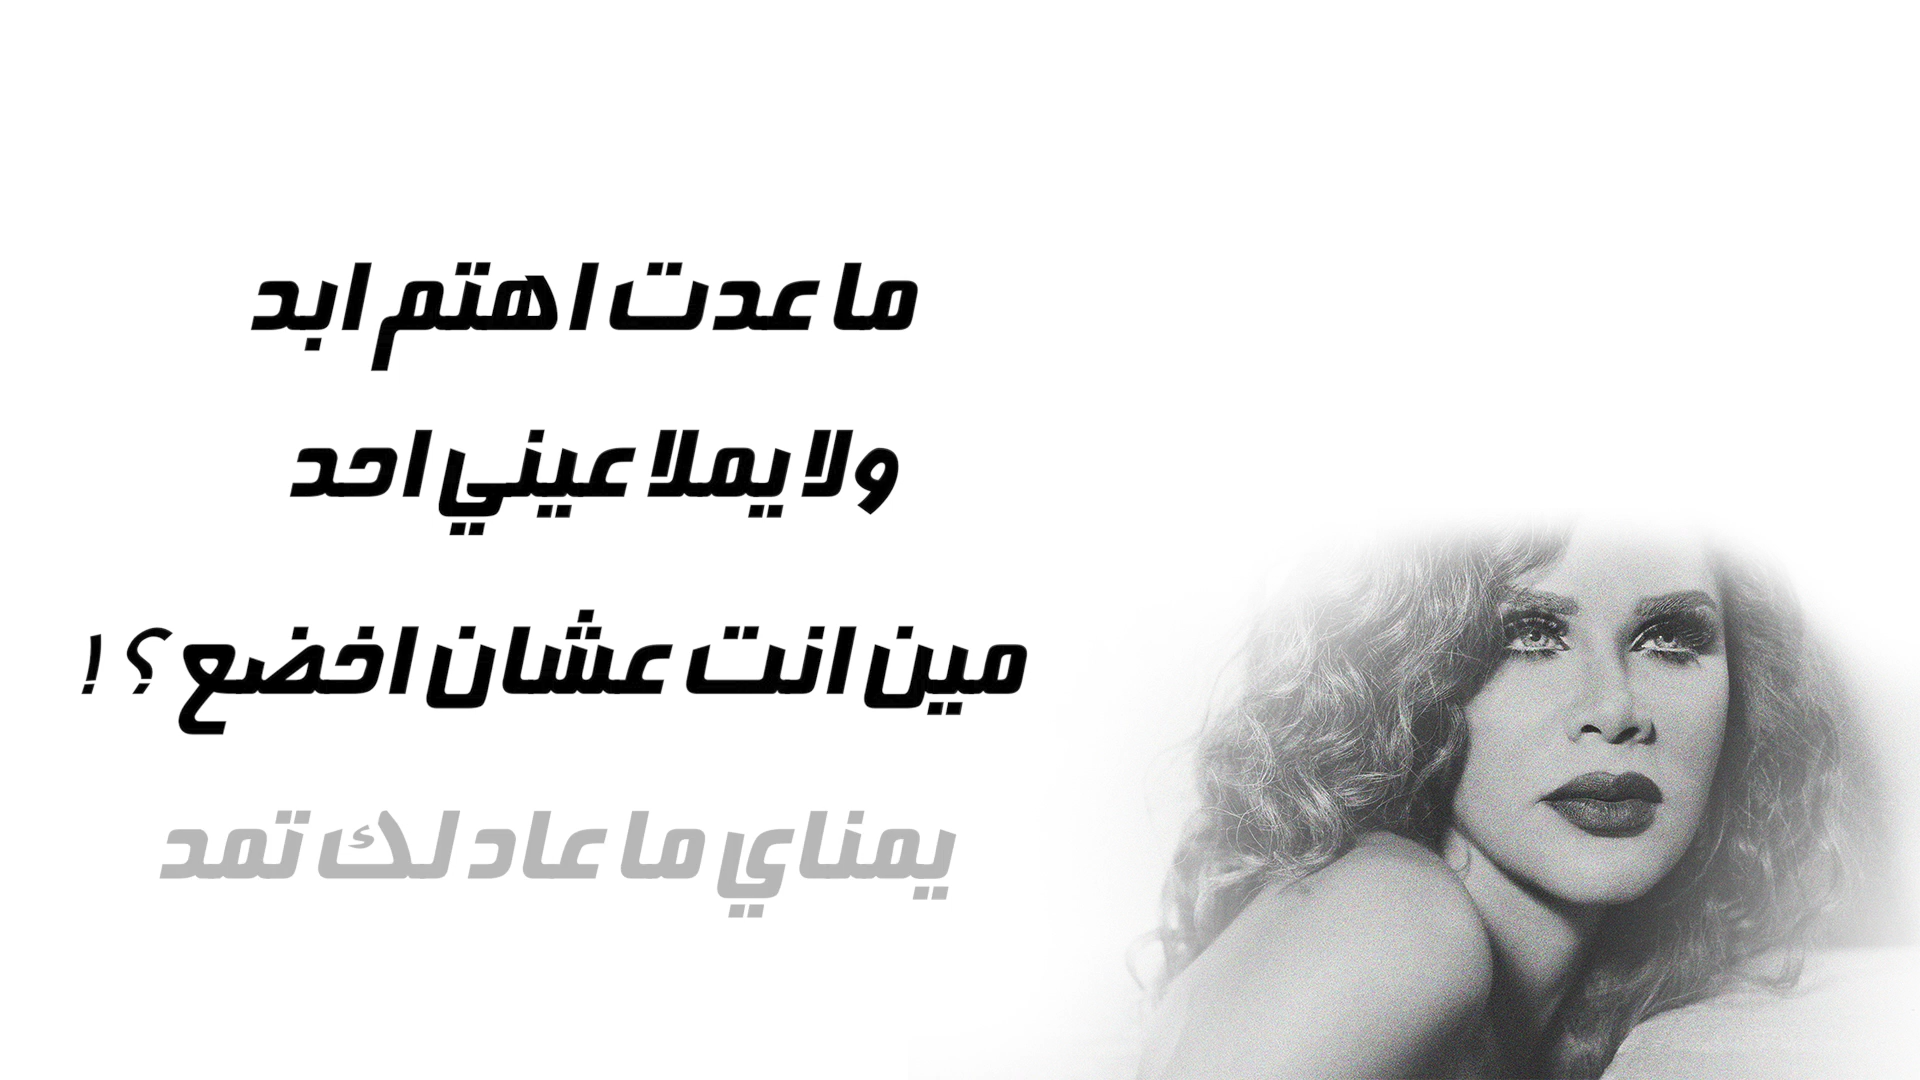 ما عدت اهتم ابد
ولا يملا عيني احد
مين انت عشان اخضع ؟!
يمناي ما عاد لك تمد